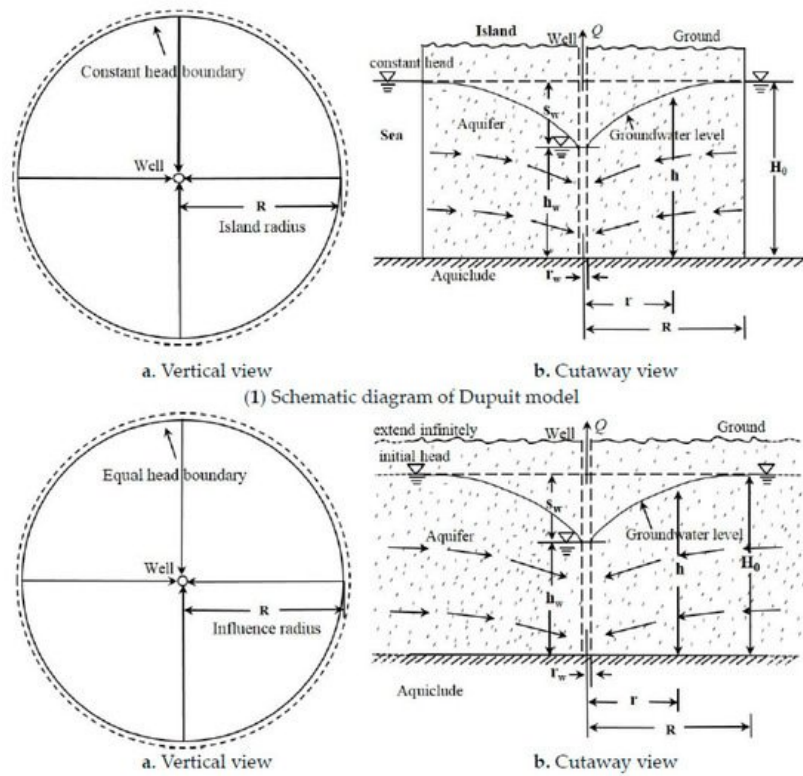 Constant head boundary
Well
R
Island radius
a. Vertical view
Island
Well
Q
Ground
constant head
Sea
Aquifer
s_w
Groundwater level
h_w
h
H_0
Aquiclude
r_w
r
R
b. Cutaway view
(1) Schematic diagram of Dupuit model
Equal head boundary
Well
R
Influence radius
a. Vertical view
extend infinitely
Well
Q
Ground
initial head
s_w
Aquifer
Groundwater level
h_w
h
H_0
Aquiclude
r_w
r
R
b. Cutaway view